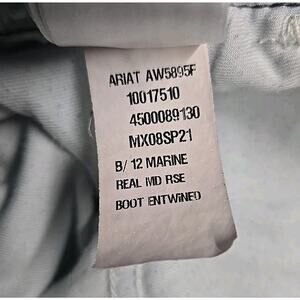 ARIAT AW5895F
10017510
4500089130
MX08SP21
B/ 12 MARINE
REAL MD RSE
BOOT ENTWINED